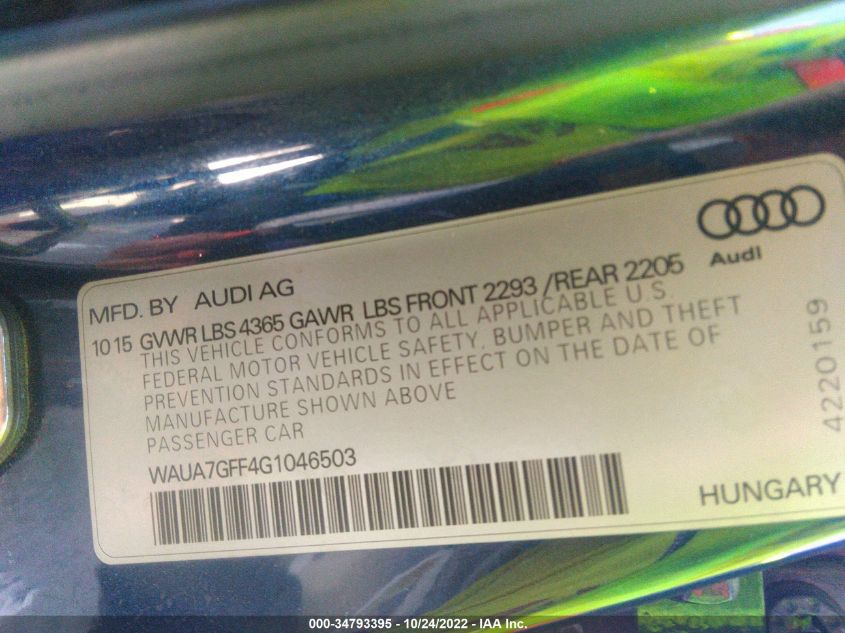 Audi
MFD. BY AUDI AG
10 15 GVWR LBS 4365 GAWR LBS FRONT 2293 /REAR 2205
THIS VEHICLE CONFORMS TO ALL APPLICABLE U.S.
FEDERAL MOTOR VEHICLE SAFETY, BUMPER AND THEFT
PREVENTION STANDARDS IN EFFECT ON THE DATE OF
MANUFACTURE SHOWN ABOVE
PASSENGER CAR
WAUA7GFF4G1046503
HUNGARY
4220159
000-34793395 - 10/24/2022 - IAA Inc.